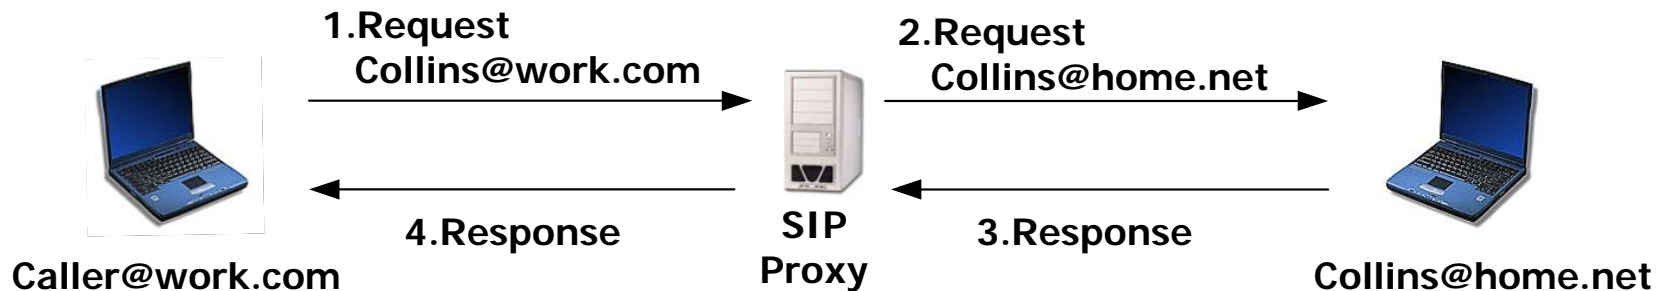 1.Request
Collins@work.com
2.Request
Collins@home.net
4.Response
SIP
Proxy
3.Response
Caller@work.com
Collins@home.net